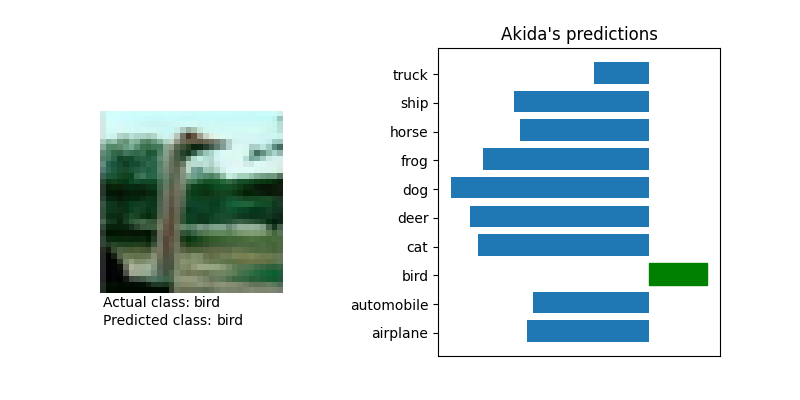 Akida's predictions
truck
ship
horse
frog
dog
deer
cat
bird
automobile
airplane
Actual class: bird
Predicted class: bird